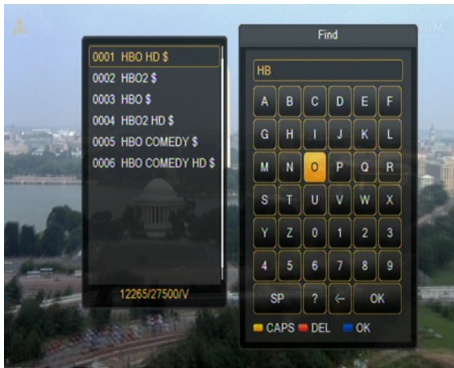 Find
0001 HBO HD $
0002 HBO2 $
0003 HBO $
0004 HBO2 HD $
0005 HBO COMEDY $
0006 HBO COMEDY HD $
12265/27500/V
HB
A B C D E F
G H I J K L
M N O P Q R
S T U V W X
Y Z 0 1 2 3
4 5 6 7 8 9
SP ? ← OK
CAPS DEL OK